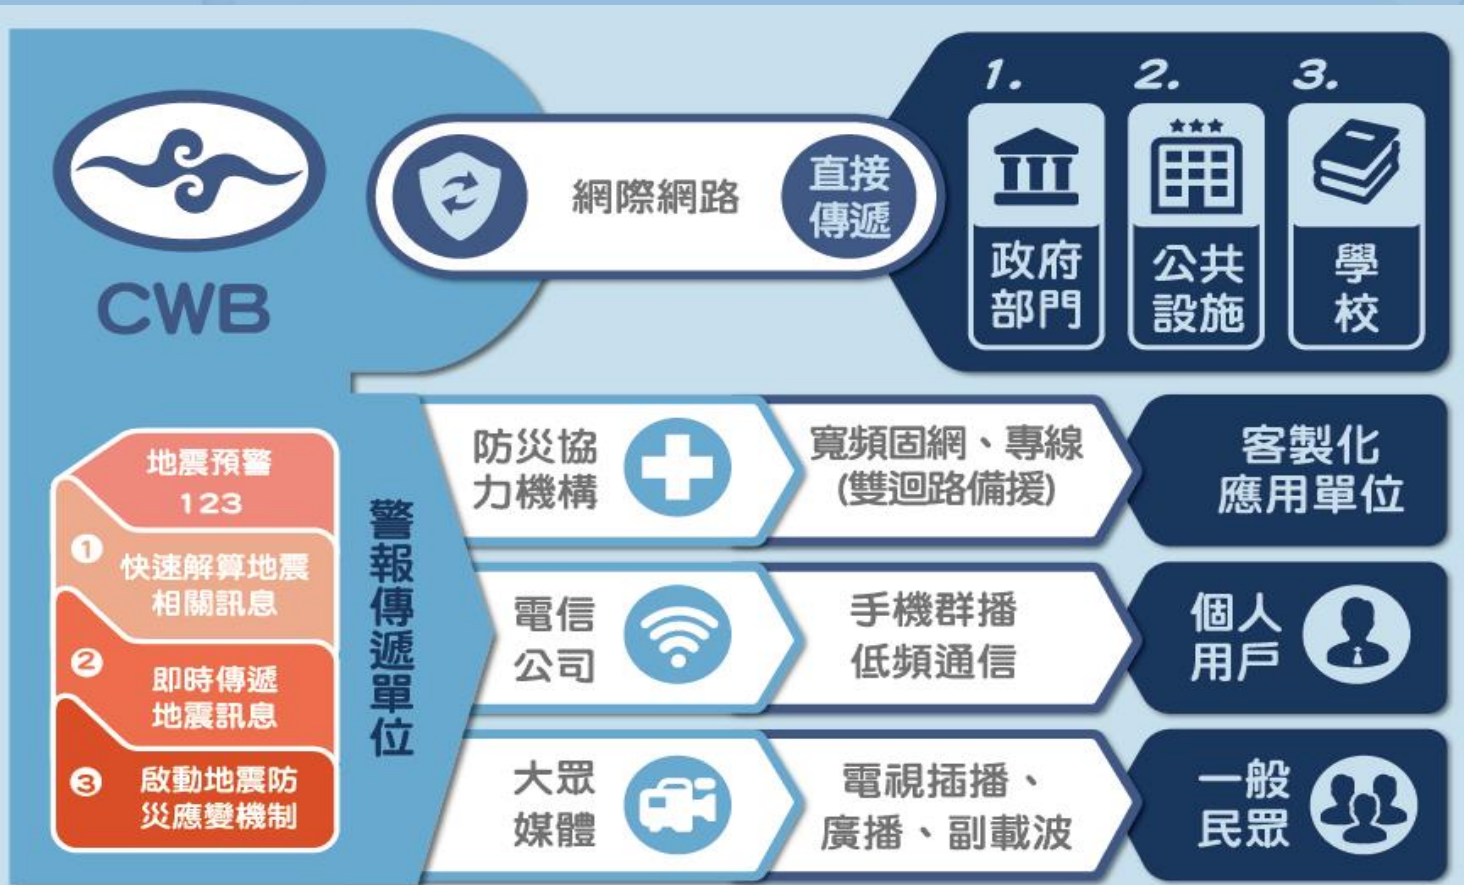 CWB
網際網路
直接
傳遞
1.
政府
部門
2.
公共
設施
3.
學
校
地震預警
123
1
快速解算地震
相關訊息
2
即時傳遞
地震訊息
3
啟動地震防
災應變機制
警報傳遞單位
防災協
力機構
寬頻固網、專線
(雙迴路備援)
客製化
應用單位
電信
公司
手機群播
低頻通信
個人
用戶
大眾
媒體
電視插播、
廣播、副載波
一般
民眾